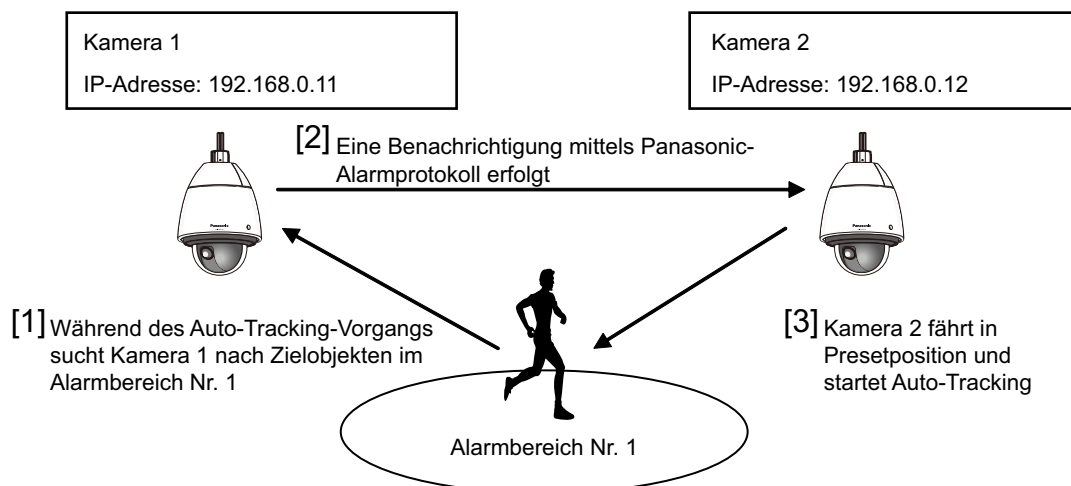 Kamera 1
IP-Adresse: 192.168.0.11
Kamera 2
IP-Adresse: 192.168.0.12
[2] Eine Benachrichtigung mittels Panasonic-
Alarmprotokoll erfolgt
Panasonic
Panasonic
[1] Während des Auto-Tracking-Vorgangs
sucht Kamera 1 nach Zielobjekten im
Alarmbereich Nr. 1
[3] Kamera 2 fährt in
Presetposition und
startet Auto-Tracking
Alarmbereich Nr. 1